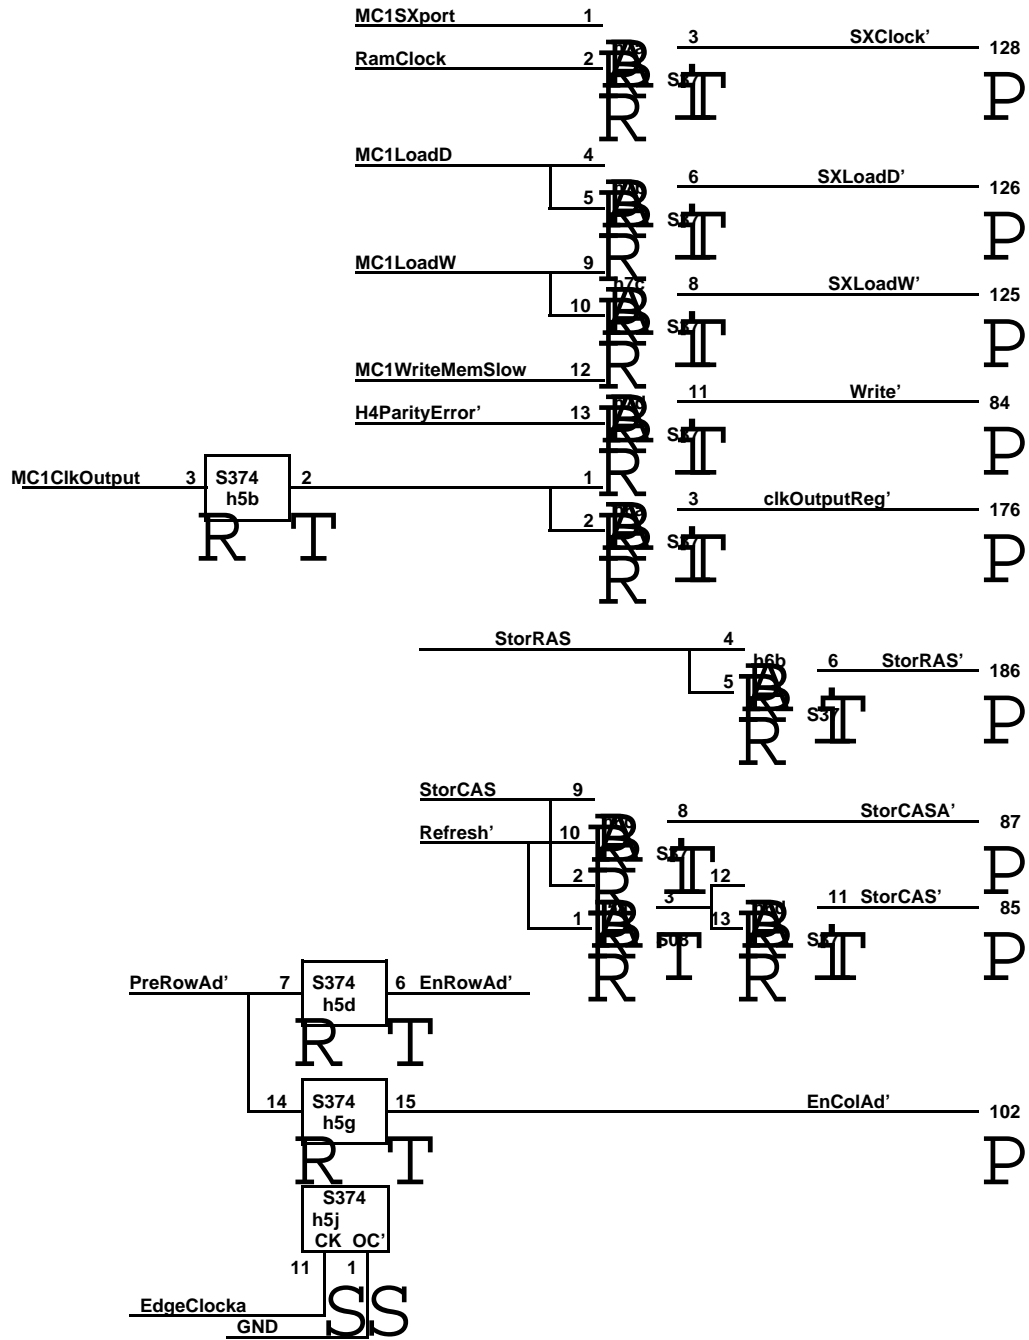 MC1SXport 1
3 SXClock' 128
RamClock 2
R T P
MC1LoadD 4
6 SXLoadD' 126
5
R T P
MC1LoadW 9
h7c
8 SXLoadW' 125
10
R T P
MC1WriteMemSlow 12
11 Write' 84
H4ParityError' 13
R T P
MC1ClkOutput 3 S374 2 1
h5b
3 clkOutputReg' 176
2
R T R T P
StorRAS 4
h6b 6 StorRAS' 186
5
S37
R T P
StorCAS 9
8 StorCASA' 87
Refresh' 10
R T P
2 12
3 11 StorCAS' 85
1 13
S08
R T R T P
PreRowAd' 7 S374 6 EnRowAd'
h5d
R T
14 S374 15 EnColAd' 102
h5g
R T P
S374
h5j
CK OC'
11 1
SS
EdgeClocka
GND